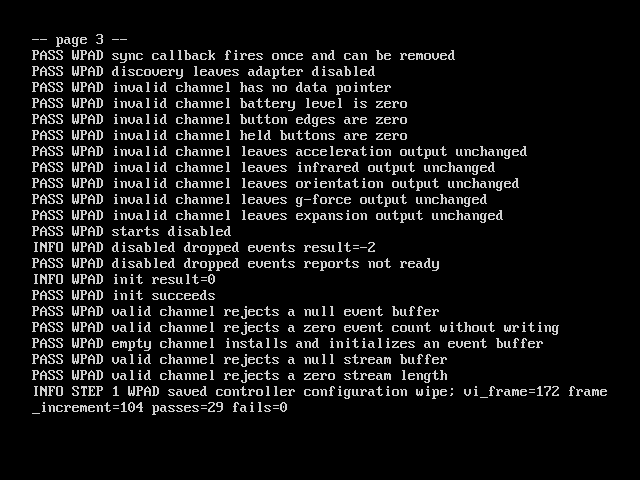 -- page 3 --
PASS WPAD sync callback fires once and can be removed
PASS WPAD discovery leaves adapter disabled
PASS WPAD invalid channel has no data pointer
PASS WPAD invalid channel battery level is zero
PASS WPAD invalid channel button edges are zero
PASS WPAD invalid channel held buttons are zero
PASS WPAD invalid channel leaves acceleration output unchanged
PASS WPAD invalid channel leaves infrared output unchanged
PASS WPAD invalid channel leaves orientation output unchanged
PASS WPAD invalid channel leaves g-force output unchanged
PASS WPAD invalid channel leaves expansion output unchanged
PASS WPAD starts disabled
INFO WPAD disabled dropped events result=-2
PASS WPAD disabled dropped events reports not ready
INFO WPAD init result=0
PASS WPAD init succeeds
PASS WPAD valid channel rejects a null event buffer
PASS WPAD valid channel rejects a zero event count without writing
PASS WPAD empty channel installs and initializes an event buffer
PASS WPAD valid channel rejects a null stream buffer
PASS WPAD valid channel rejects a zero stream length
INFO STEP 1 WPAD saved controller configuration wipe; vi_frame=172 frame
_increment=104 passes=29 fails=0